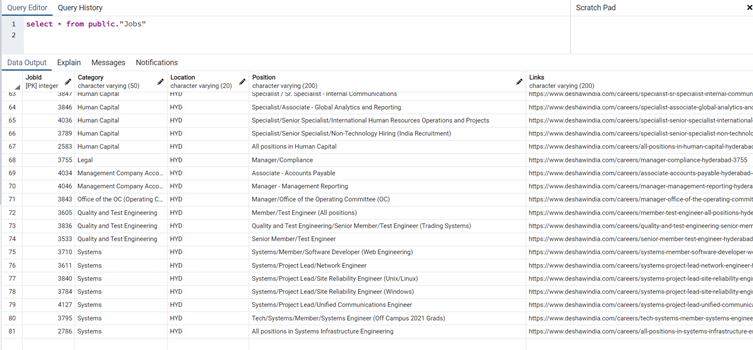 Query Editor Query History Scratch Pad
1 select * from public."Jobs"
2
Data Output Explain Messages Notifications
JobId Category Location Position Links
[PK] integer character varying (50) character varying (20) character varying (200) character varying (200)
63 3847 Human Capital HYD Specialist / Sr. Specialist - Internal Communications https://www.deshawindia.com/careers/specialist-sr-specialist-internal-comm
64 3846 Human Capital HYD Specialist/Associate - Global Analytics and Reporting https://www.deshawindia.com/careers/specialist-associate-global-analytics-and
65 4036 Human Capital HYD Specialist/Senior Specialist/International Human Resources Operations and Projects https://www.deshawindia.com/careers/specialist-senior-specialist-international
66 3789 Human Capital HYD Specialist/Senior Specialist/Non-Technology Hiring (India Recruitment) https://www.deshawindia.com/careers/specialist-senior-specialist-non-technolo
67 2583 Human Capital HYD All positions in Human Capital https://www.deshawindia.com/careers/all-positions-in-human-capital-hyderabad
68 3755 Legal HYD Manager/Compliance https://www.deshawindia.com/careers/manager-compliance-hyderabad-3755
69 4034 Management Company Acco... HYD Associate - Accounts Payable https://www.deshawindia.com/careers/associate-accounts-payable-hyderabad-
70 4046 Management Company Acco... HYD Manager - Management Reporting https://www.deshawindia.com/careers/manager-management-reporting-hydera
71 3843 Office of the OC (Operating C... HYD Manager/Office of the Operating Committee (OC) https://www.deshawindia.com/careers/manager-office-of-the-operating-commit
72 3605 Quality and Test Engineering HYD Member/Test Engineer (All positions) https://www.deshawindia.com/careers/member-test-engineer-all-positions-hyde
73 3836 Quality and Test Engineering HYD Quality and Test Engineering/Senior Member/Test Engineer (Trading Systems) https://www.deshawindia.com/careers/quality-and-test-engineering-senior-mem
74 3533 Quality and Test Engineering HYD Senior Member/Test Engineer https://www.deshawindia.com/careers/senior-member-test-engineer-hyderabad
75 3710 Systems HYD Systems/Member/Software Developer (Web Engineering) https://www.deshawindia.com/careers/systems-member-software-developer-w
76 3611 Systems HYD Systems/Project Lead/Network Engineer https://www.deshawindia.com/careers/systems-project-lead-network-engineer-
77 3840 Systems HYD Systems/Project Lead/Site Reliability Engineer (Unix/Linux) https://www.deshawindia.com/careers/systems-project-lead-site-reliability-engi
78 3784 Systems HYD Systems/Project Lead/Site Reliability Engineer (Windows) https://www.deshawindia.com/careers/systems-project-lead-site-reliability-engi
79 4127 Systems HYD Systems/Project Lead/Unified Communications Engineer https://www.deshawindia.com/careers/systems-project-lead-unified-communica
80 3795 Systems HYD Tech/Systems/Member/Systems Engineer (Off Campus 2021 Grads) https://www.deshawindia.com/careers/tech-systems-member-systems-enginee
81 2786 Systems HYD All positions in Systems Infrastructure Engineering https://www.deshawindia.com/careers/all-positions-in-systems-infrastructure-e